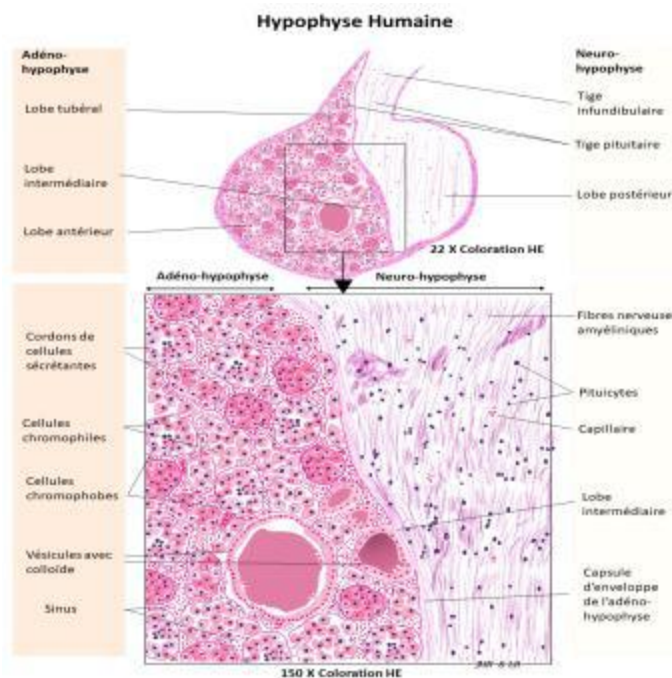 Hypophyse Humaine
Adéno-
hypophyse
Lobe tubéral
Lobe
intermédiaire
Lobe antérieur
Neuro-
hypophyse
Tige
infundibulaire
Tige pituitaire
Lobe postérieur
22 X Coloration HE
Adéno-hypophyse
Neuro-hypophyse
Cordons de
cellules
sécrétantes
Cellules
chromophiles
Cellules
chromophobes
Vésicules avec
colloïde
Sinus
Fibres nerveuse
amyéliniques
Pituicytes
Capillaire
Lobe
intermédiaire
Capsule
d'enveloppe
de l'adéno-
hypophyse
150 X Coloration HE